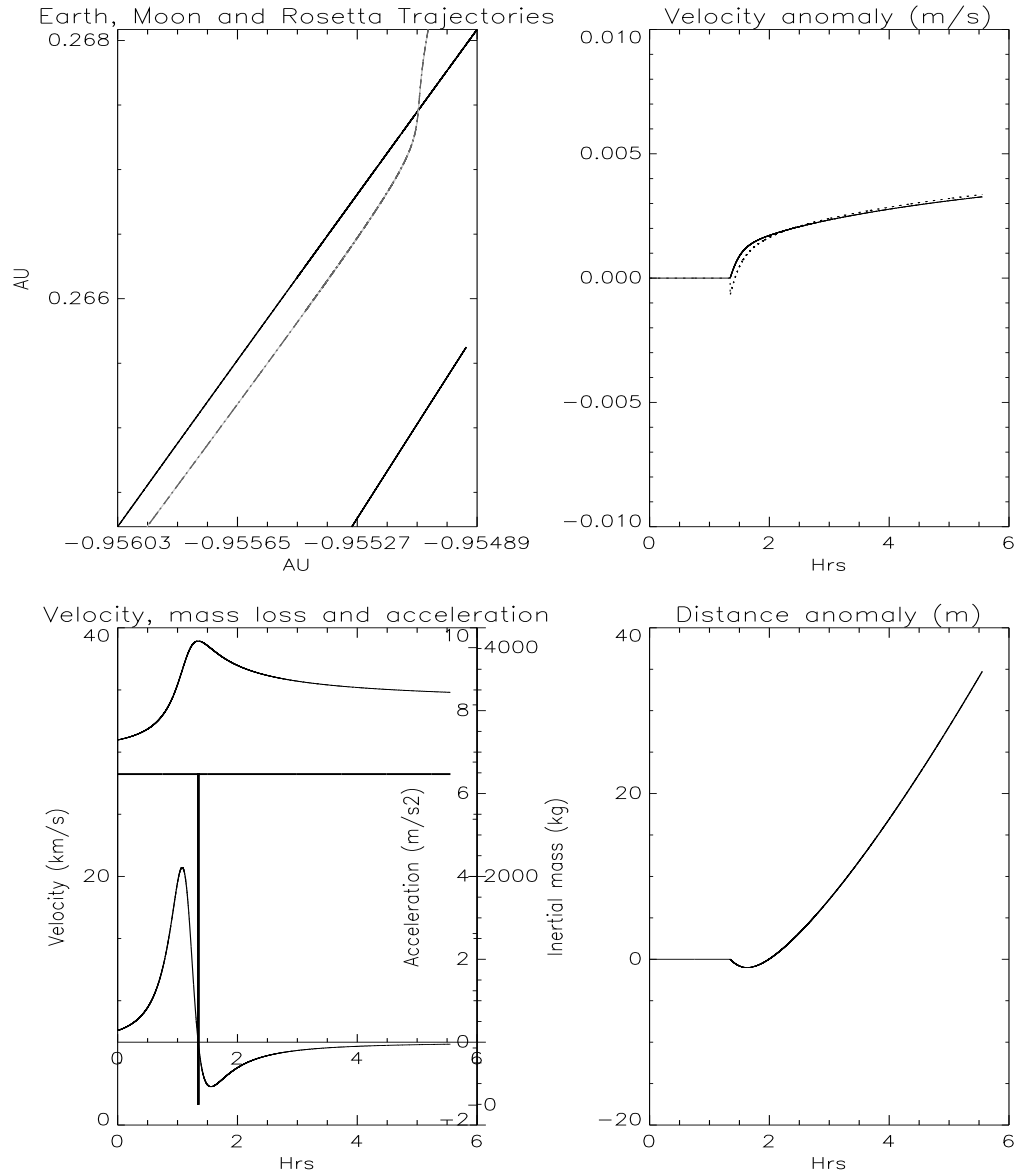 Earth, Moon and Rosetta Trajectories
0.268
0.266
AU
−0.95603 −0.95565 −0.95527 −0.95489
AU
Velocity anomaly (m/s)
0.010
0.005
0.000
−0.005
−0.010
0 2 4 6
Hrs
Velocity, mass loss and acceleration
40
20
0
Velocity (km/s)
10
8
6
4
2
0
−2
Acceleration (m/s2)
4000
2000
0
Inertial mass (kg)
0 2 4 6
0 2 4 6
Hrs
Distance anomaly (m)
40
20
0
−20
0 2 4 6
Hrs